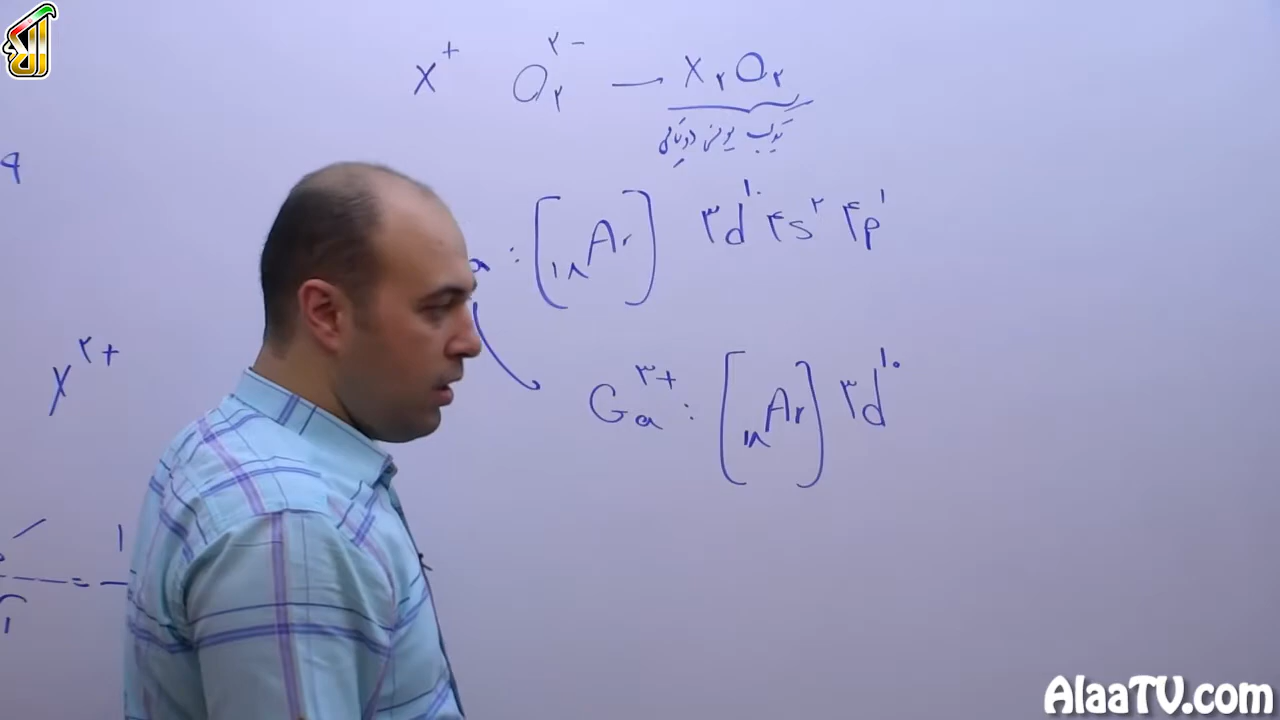 X⁺ O₂²⁻ → X₂O₂
ترکیب یونی دوتایی
a : [₁₈Ar] ۳d¹⁰ ۴s² ۴p¹
X²⁺
Ga³⁺ : [₁₈Ar] ۳d¹⁰
AlaaTV.com